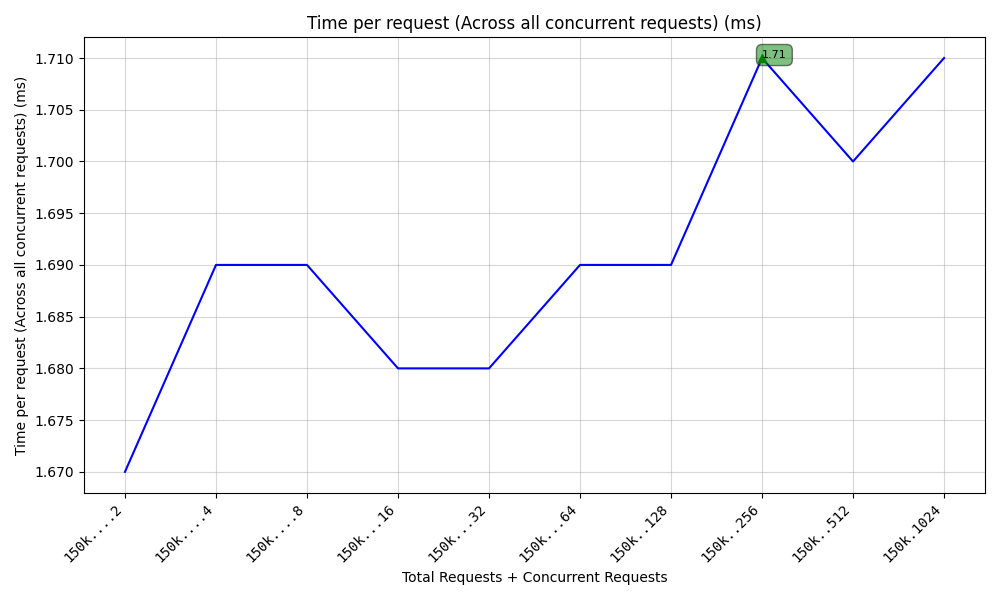 Time per request (Across all concurrent requests) (ms)
Time per request (Across all concurrent requests) (ms)
1.710
1.705
1.700
1.695
1.690
1.685
1.680
1.675
1.670
1.71
150k....2
150k....4
150k....8
150k...16
150k...32
150k...64
150k..128
150k..256
150k..512
150k.1024
Total Requests + Concurrent Requests